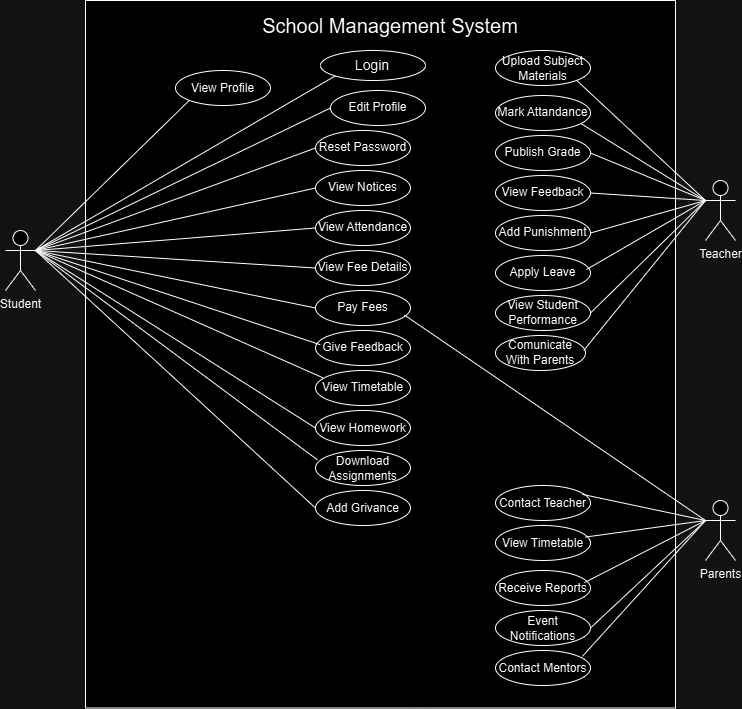 School Management System
View Profile
Login
Edit Profile
Reset Password
View Notices
View Attendance
View Fee Details
Pay Fees
Give Feedback
View Timetable
View Homework
Download
Assignments
Add Grivance
Student
Upload Subject
Materials
Mark Attandance
Publish Grade
View Feedback
Add Punishment
Apply Leave
View Student
Performance
Comunicate
With Parents
Teacher
Contact Teacher
View Timetable
Receive Reports
Event
Notifications
Contact Mentors
Parents